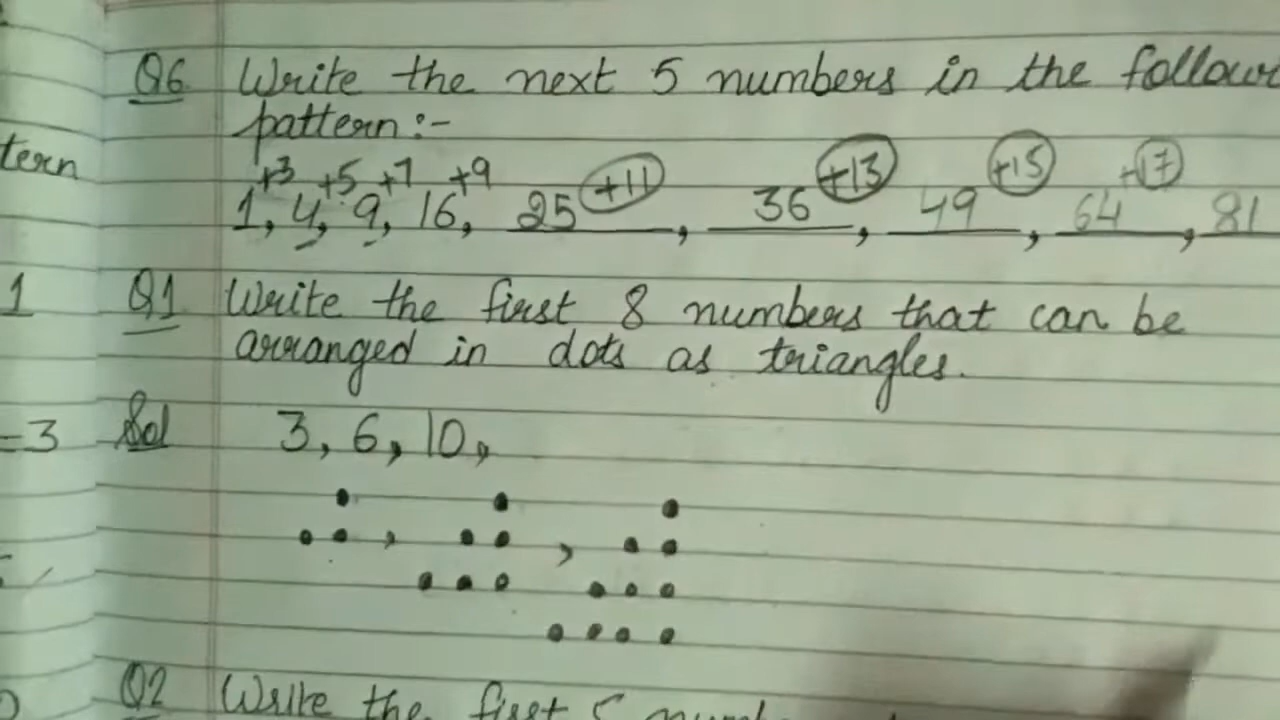 Q6 Write the next 5 numbers in the
pattern:-
tern
+3 +5 +7 +9 +11 +13 +15 +17
1, 4, 9, 16, 25, 36, 49, 64, 81
1 Q1 Write the first 8 numbers that can be
arranged in dots as triangles.
=3 Sol 3, 6, 10,
Q2 Write the first 5